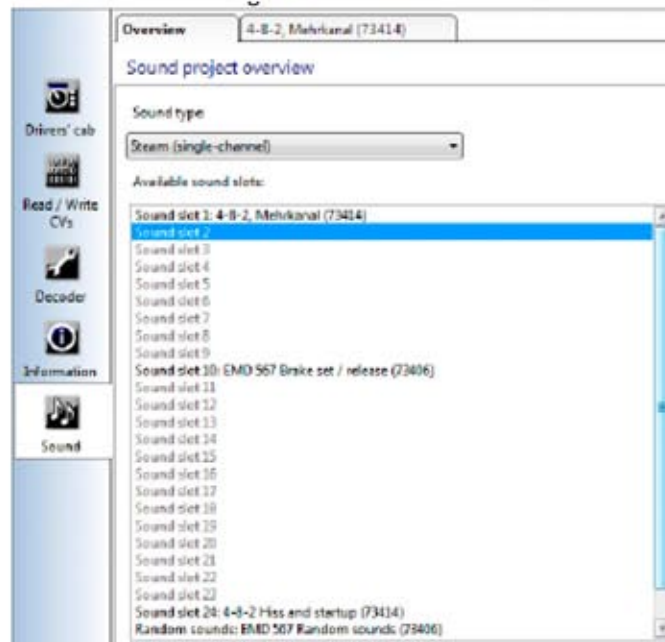 Overview
4-8-2, Mehrkanal (73414)
Sound project overview
Drivers' cab
Sound type
Steam (single-channel)
Available sound slots:
Read / Write
CVs
Decoder
Information
Sound
Sound slot 1: 4-8-2, Mehrkanal (73414)
Sound slot 2
Sound slot 3
Sound slot 4
Sound slot 5
Sound slot 6
Sound slot 7
Sound slot 8
Sound slot 9
Sound slot 10: EMD 567 Brake set / release (73406)
Sound slot 11
Sound slot 12
Sound slot 13
Sound slot 14
Sound slot 15
Sound slot 16
Sound slot 17
Sound slot 18
Sound slot 19
Sound slot 20
Sound slot 21
Sound slot 22
Sound slot 23
Sound slot 24: 4-8-2 Hiss and startup (73414)
Random sounds: EMD 567 Random sounds (73406)